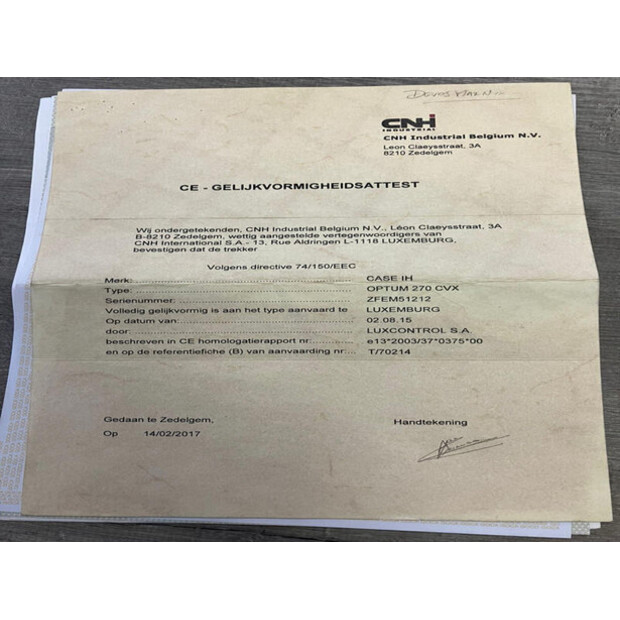 CNH
INDUSTRIAL
CNH Industrial Belgium N.V.
Leon Claeysstraat, 3A
8210 Zedelgem
CE - GELIJKVORMIGHEIDSATTEST
Wij ondergetekenden, CNH Industrial Belgium N.V., Léon Claeysstraat, 3A
B-8210 Zedelgem, wettig aangestelde vertegenwoordigers van
CNH International S.A.- 13, Rue Aldringen L-1118 LUXEMBURG,
bevestigen dat de trekker
Volgens directive 74/150/EEC
Merk: CASE IH
Type: OPTUM 270 CVX
Serienummer: ZFEM51212
Volledig gelijkvormig is aan het type aanvaard te LUXEMBURG
Op datum van: 02.08.15
door: LUXCONTROL S.A.
beschreven in CE homologatierapport nr: e13*2003/37*0375*00
en op de referentiefiche (B) van aanvaarding nr: T/70214
Gedaan te Zedelgem, Handtekening
Op 14/02/2017